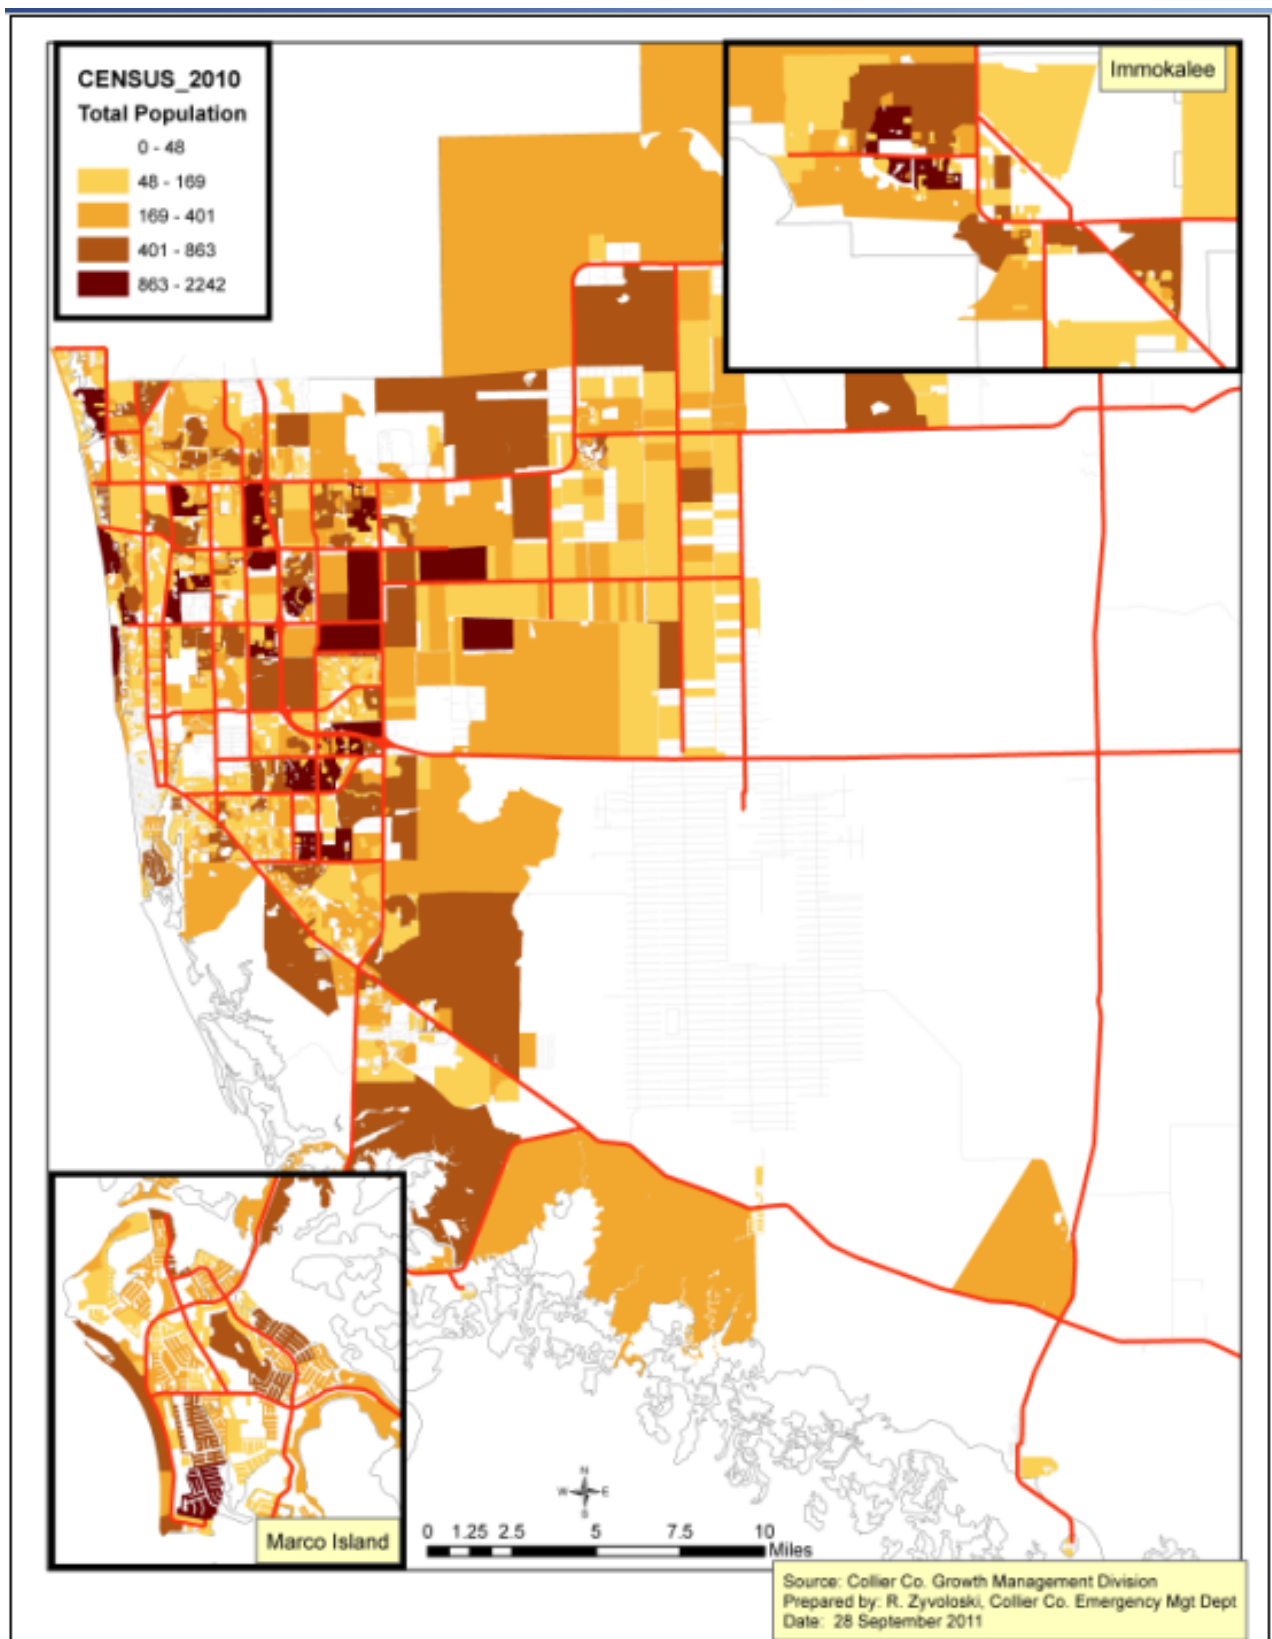 CENSUS_2010
Total Population
0 - 48
48 - 169
169 - 401
401 - 863
863 - 2242
Immokalee
Marco Island
N
W E
S
0 1.25 2.5 5 7.5 10
Miles
Source: Collier Co. Growth Management Division
Prepared by: R. Zyvoloski, Collier Co. Emergency Mgt Dept
Date: 28 September 2011